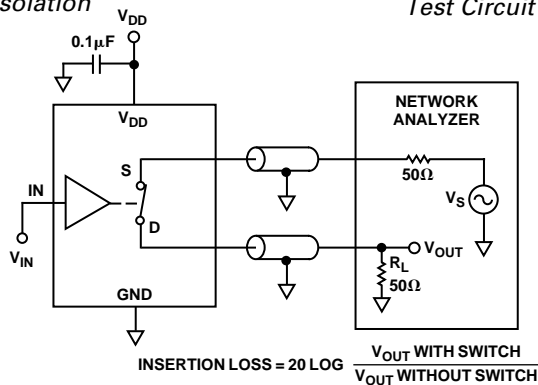 solation
Test Circuit
V_DD
0.1μF
V_DD
NETWORK
ANALYZER
S
50Ω
IN
V_S
D
V_IN
V_OUT
R_L
50Ω
GND
INSERTION LOSS = 20 LOG V_OUT WITH SWITCH
V_OUT WITHOUT SWITCH